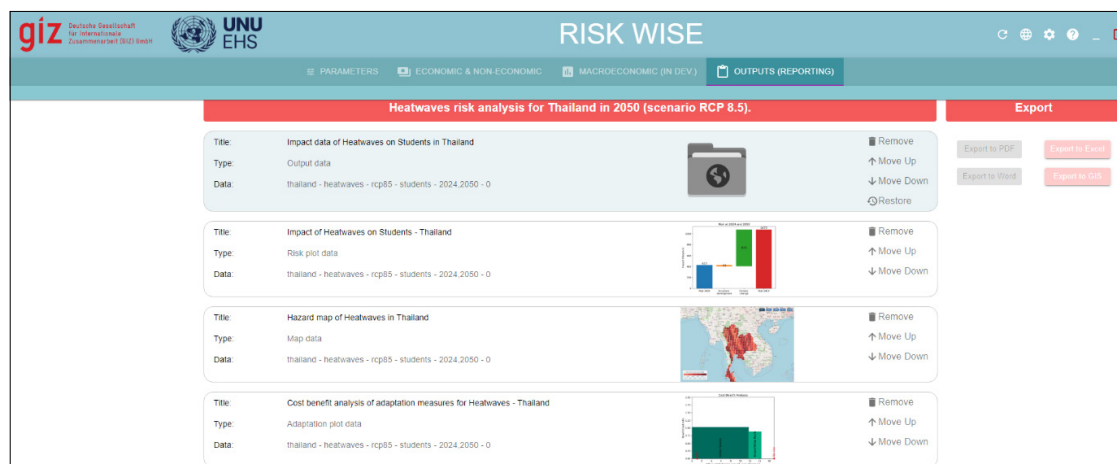 giz Deutsche Gesellschaft
für Internationale
Zusammenarbeit (GIZ) GmbH
UNU
EHS
RISK WISE
PARAMETERS
ECONOMIC & NON-ECONOMIC
MACROECONOMIC (IN DEV.)
OUTPUTS (REPORTING)
Heatwaves risk analysis for Thailand in 2050 (scenario RCP 8.5).
Export
Title: Impact data of Heatwaves on Students in Thailand
Type: Output data
Data: thailand - heatwaves - rcp85 - students - 2024,2050 - 0
Remove
Move Up
Move Down
Restore
Export to PDF
Export to Excel
Export to Word
Export to GIS
Title: Impact of Heatwaves on Students - Thailand
Type: Risk plot data
Data: thailand - heatwaves - rcp85 - students - 2024,2050 - 0
Remove
Move Up
Move Down
Title: Hazard map of Heatwaves in Thailand
Type: Map data
Data: thailand - heatwaves - rcp85 - students - 2024,2050 - 0
Remove
Move Up
Move Down
Title: Cost benefit analysis of adaptation measures for Heatwaves - Thailand
Type: Adaptation plot data
Data: thailand - heatwaves - rcp85 - students - 2024,2050 - 0
Remove
Move Up
Move Down